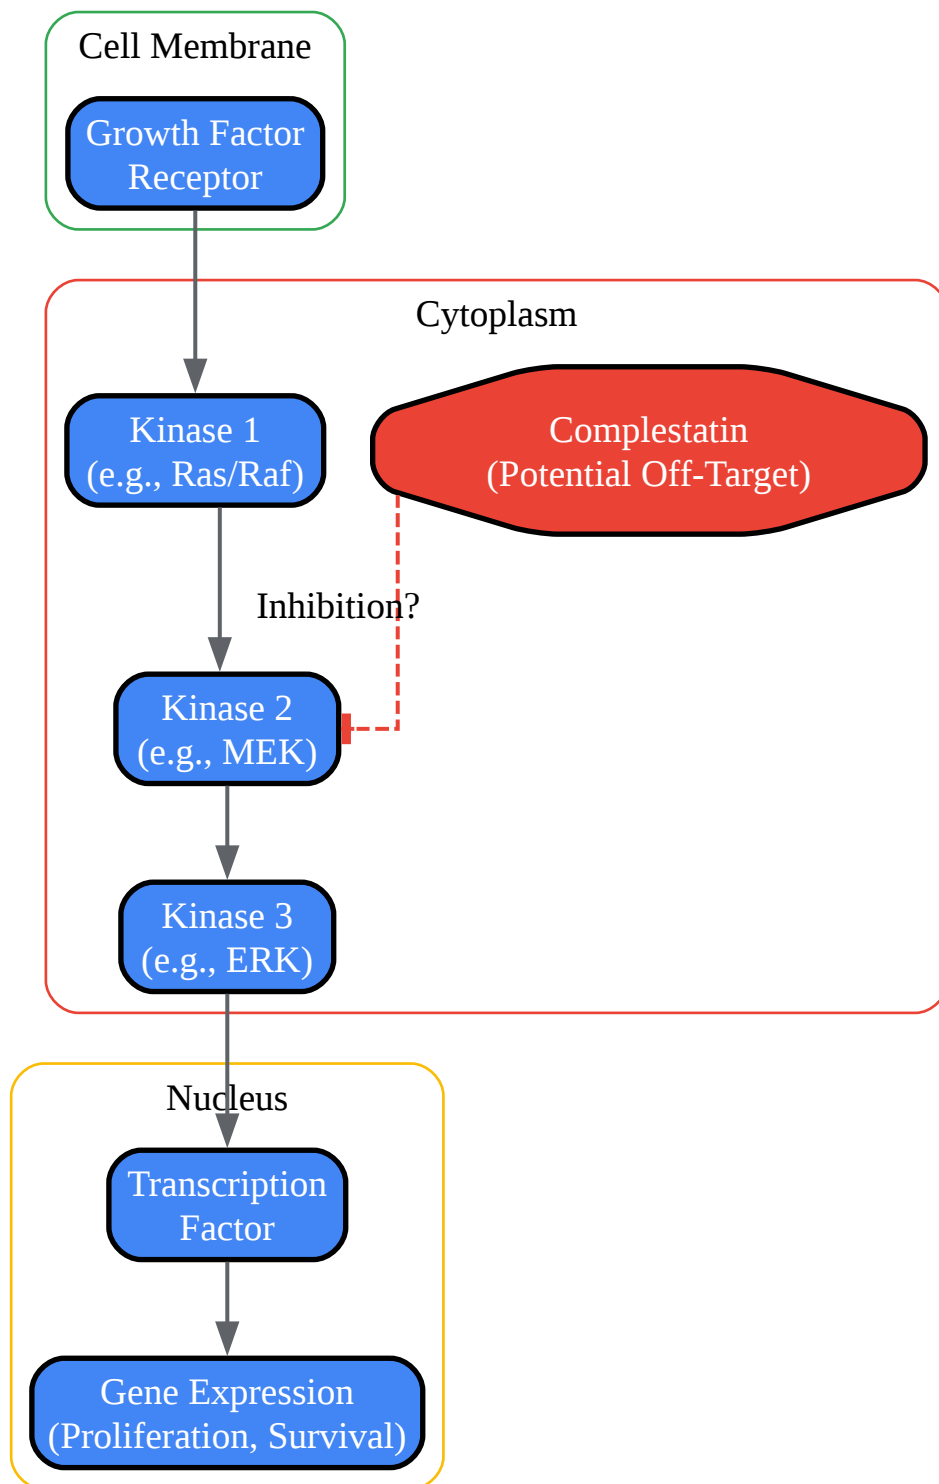 Cell Membrane
Growth Factor
Receptor
Cytoplasm
Kinase 1
(e.g., Ras/Raf)
Complestatin
(Potential Off-Target)
Inhibition?
Kinase 2
(e.g., MEK)
Kinase 3
(e.g., ERK)
Nucleus
Transcription
Factor
Gene Expression
(Proliferation, Survival)